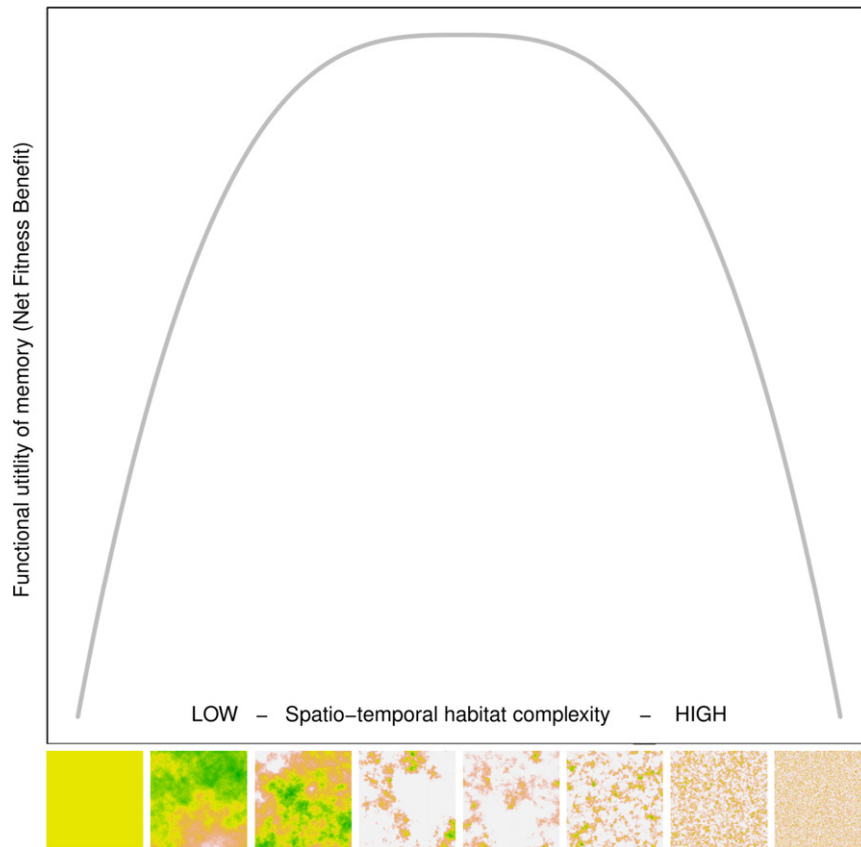 Functional utitlity of memory (Net Fitness Benefit)
LOW – Spatio−temporal habitat complexity – HIGH